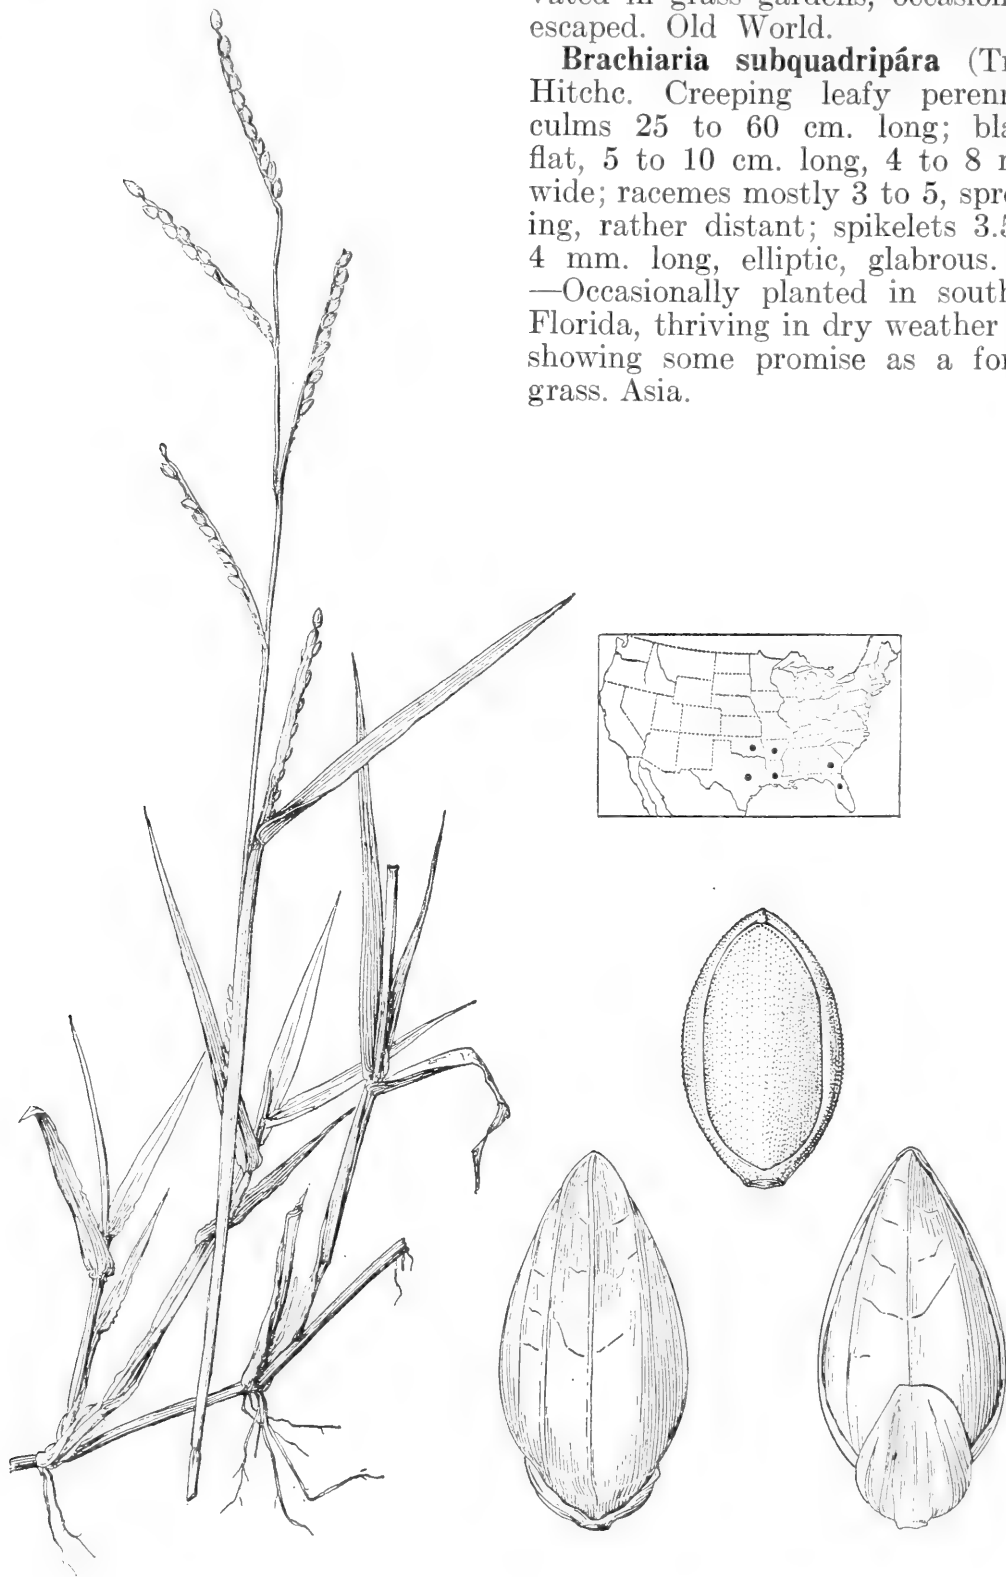 vated in grass gardens, occasion
escaped. Old World.
Brachiaria subquadripára (Tr
Hitchc. Creeping leafy perenn
culms 25 to 60 cm. long; bla
flat, 5 to 10 cm. long, 4 to 8 m
wide; racemes mostly 3 to 5, spre
ing, rather distant; spikelets 3.5
4 mm. long, elliptic, glabrous.
—Occasionally planted in south
Florida, thriving in dry weather
showing some promise as a for
grass. Asia.